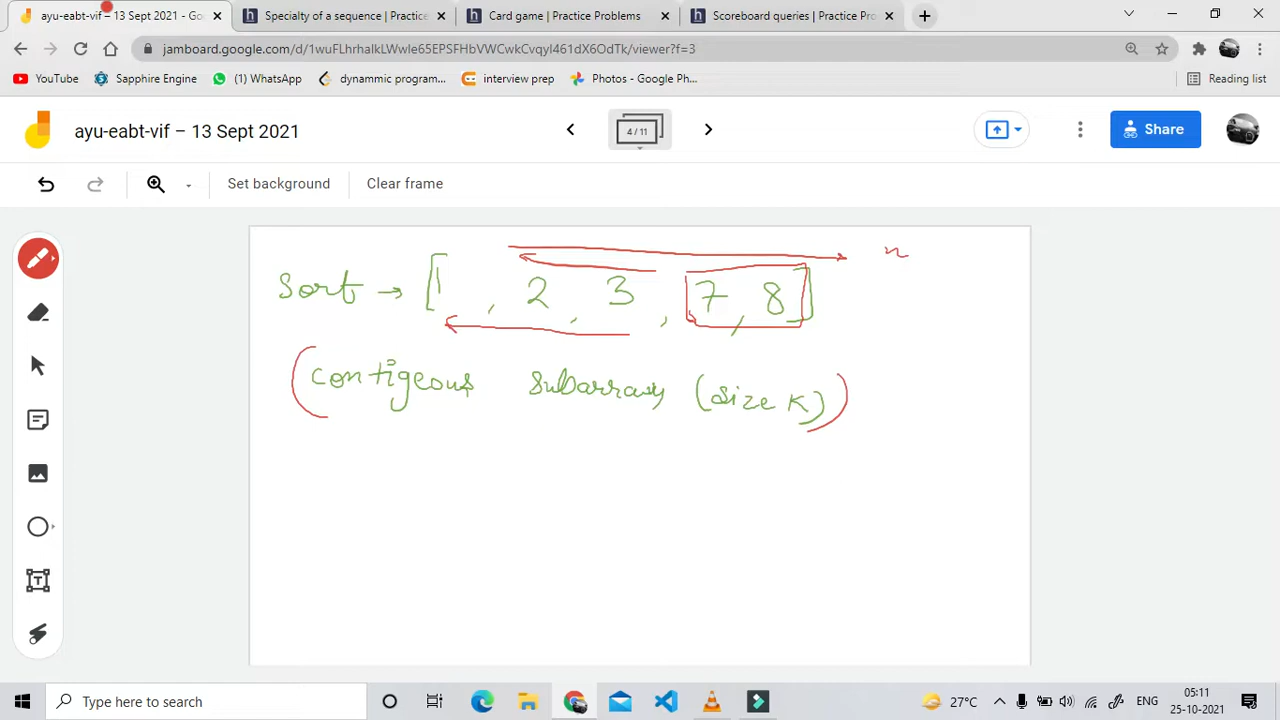 ayu-eabt-vif – 13 Sept 2021 - Go
Specialty of a sequence | Practice
Card game | Practice Problems
Scoreboard queries | Practice Pro
jamboard.google.com/d/1wuFLhrhalkLWwle65EPSFHbVWCwkCvqyl461dX6OdTk/viewer?f=3
YouTube
Sapphire Engine
(1) WhatsApp
dynammic program...
interview prep
Photos - Google Ph...
Reading list
ayu-eabt-vif – 13 Sept 2021
4 / 11
Share
Set background
Clear frame
n
Sort → [1 , 2 , 3 , 7 , 8]
(contigeous subarray (size K))
Type here to search
27°C
ENG
05:11
25-10-2021